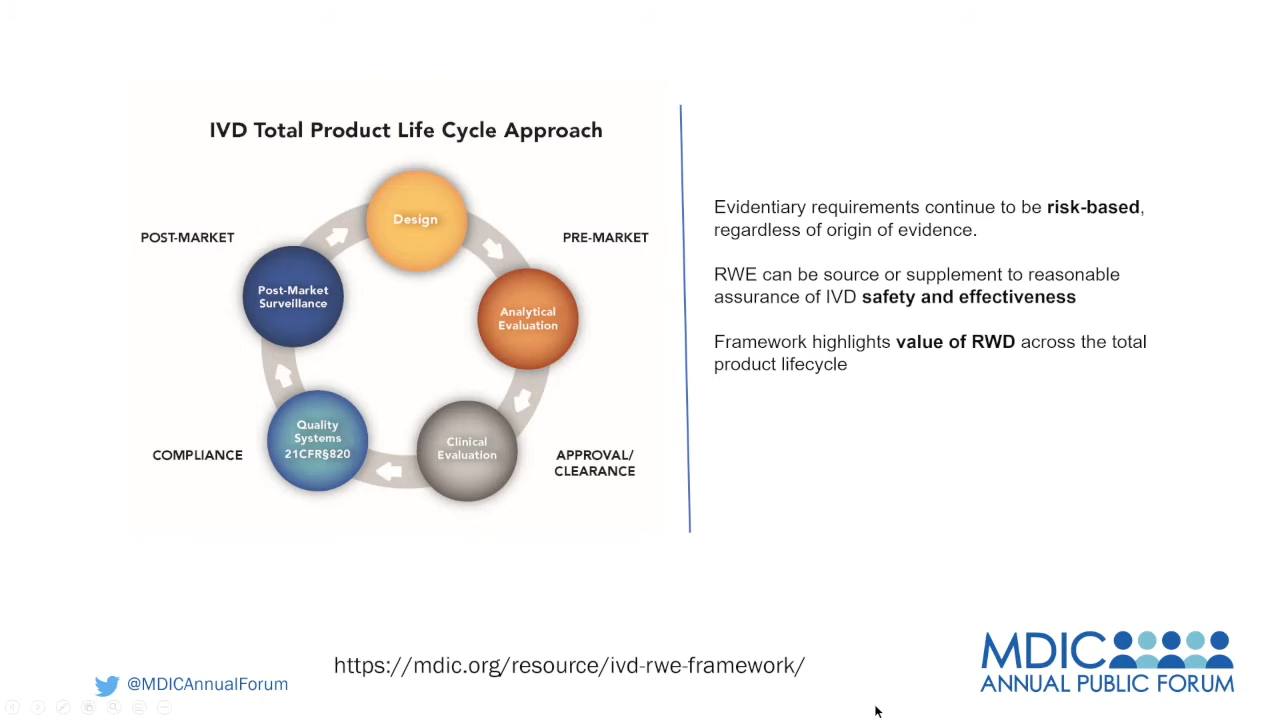 IVD Total Product Life Cycle Approach
Design
POST-MARKET
PRE-MARKET
Post-Market
Surveillance
Analytical
Evaluation
Quality
Systems
21CFR§820
Clinical
Evaluation
COMPLIANCE
APPROVAL/
CLEARANCE
Evidentiary requirements continue to be risk-based,
regardless of origin of evidence.
RWE can be source or supplement to reasonable
assurance of IVD safety and effectiveness
Framework highlights value of RWD across the total
product lifecycle
https://mdic.org/resource/ivd-rwe-framework/
@MDICAnnualForum
MDIC
ANNUAL PUBLIC FORUM